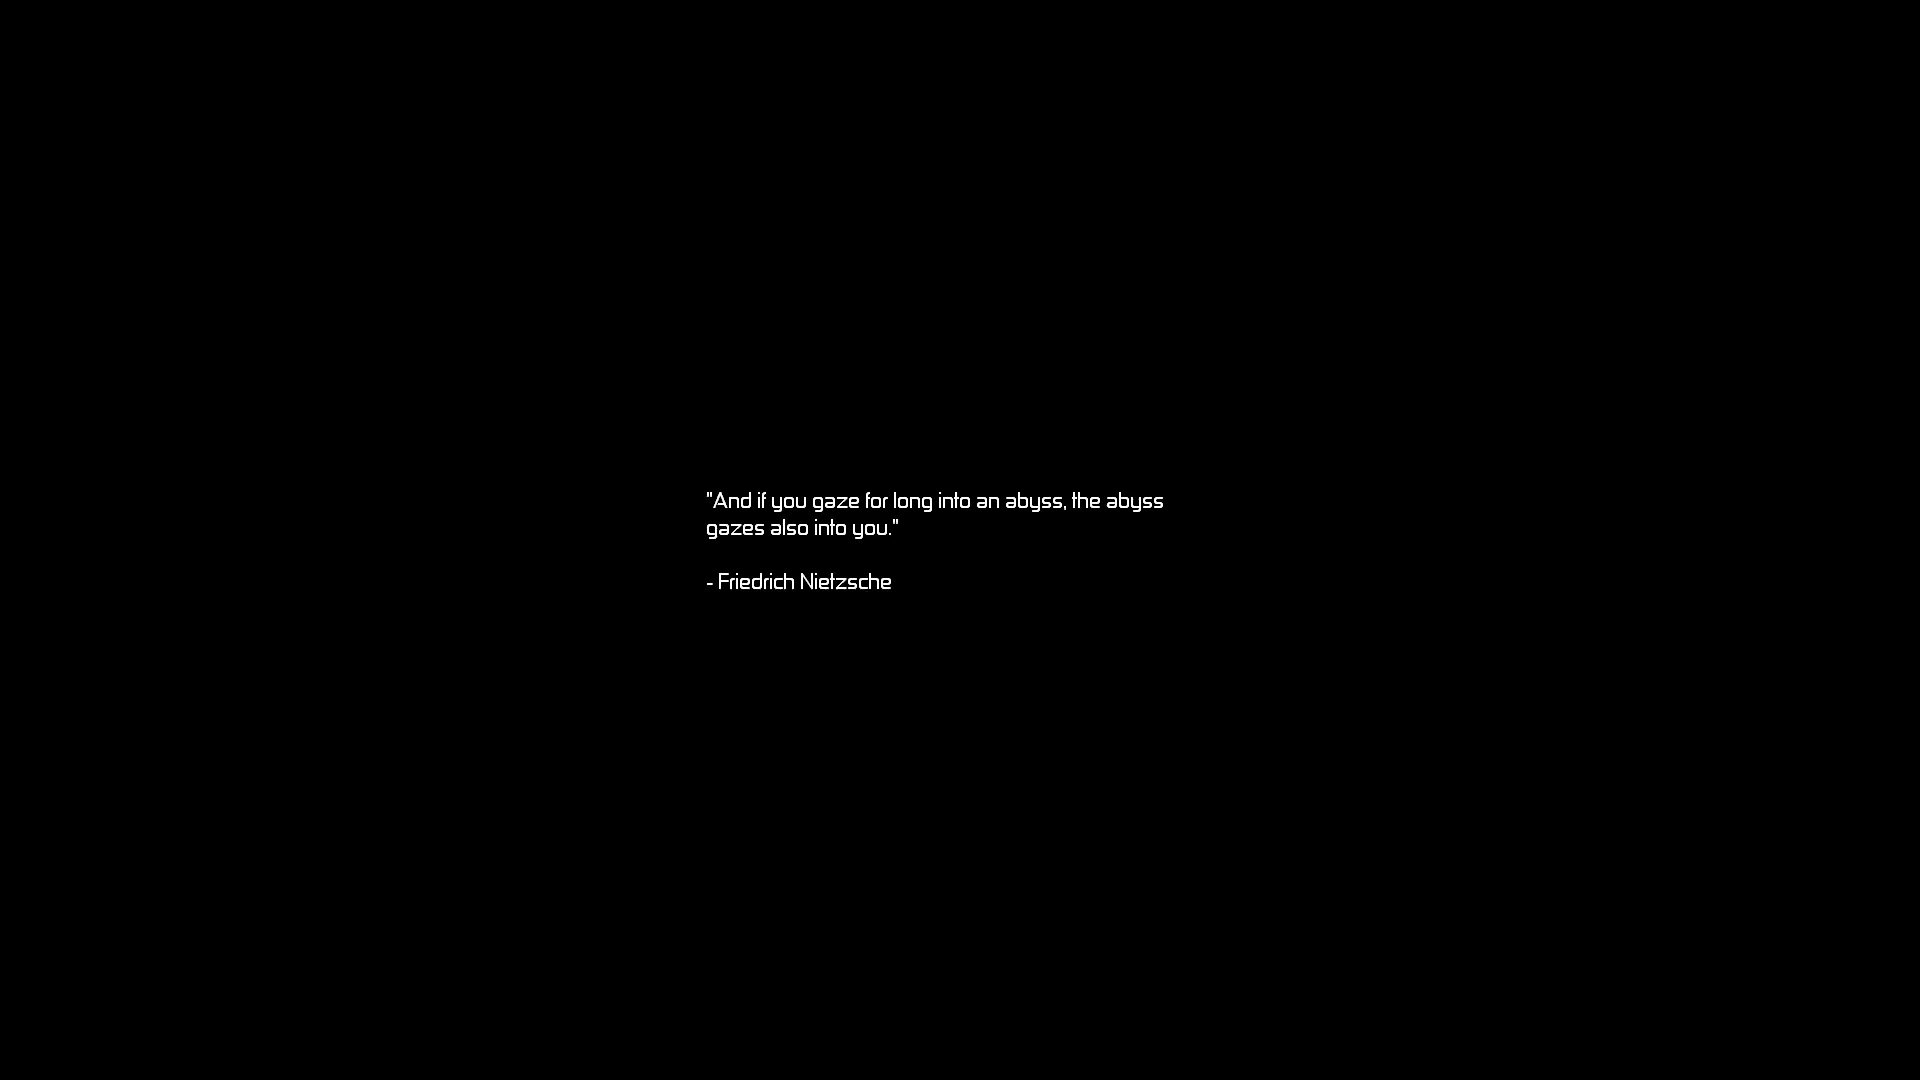 "And if you gaze for long into an abyss, the abyss
gazes also into you."
- Friedrich Nietzsche